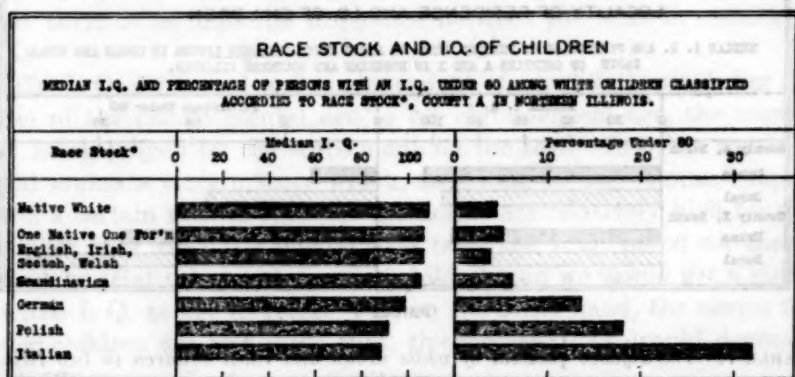 RACE STOCK AND I.Q. OF CHILDREN
MEDIAN I.Q. AND PERCENTAGE OF PERSONS WITH AN I.Q. UNDER 80 AMONG WHITE CHILDREN CLASSIFIED
ACCORDING TO RACE STOCK*, COUNTY A IN NORTHERN ILLINOIS.
Race Stock* Median I. Q. Percentage Under 80
0 20 40 60 80 100 0 10 20 30
Native White
One Native One For'n
English, Irish,
Scotch, Welsh
Scandinavian
German
Polish
Italian